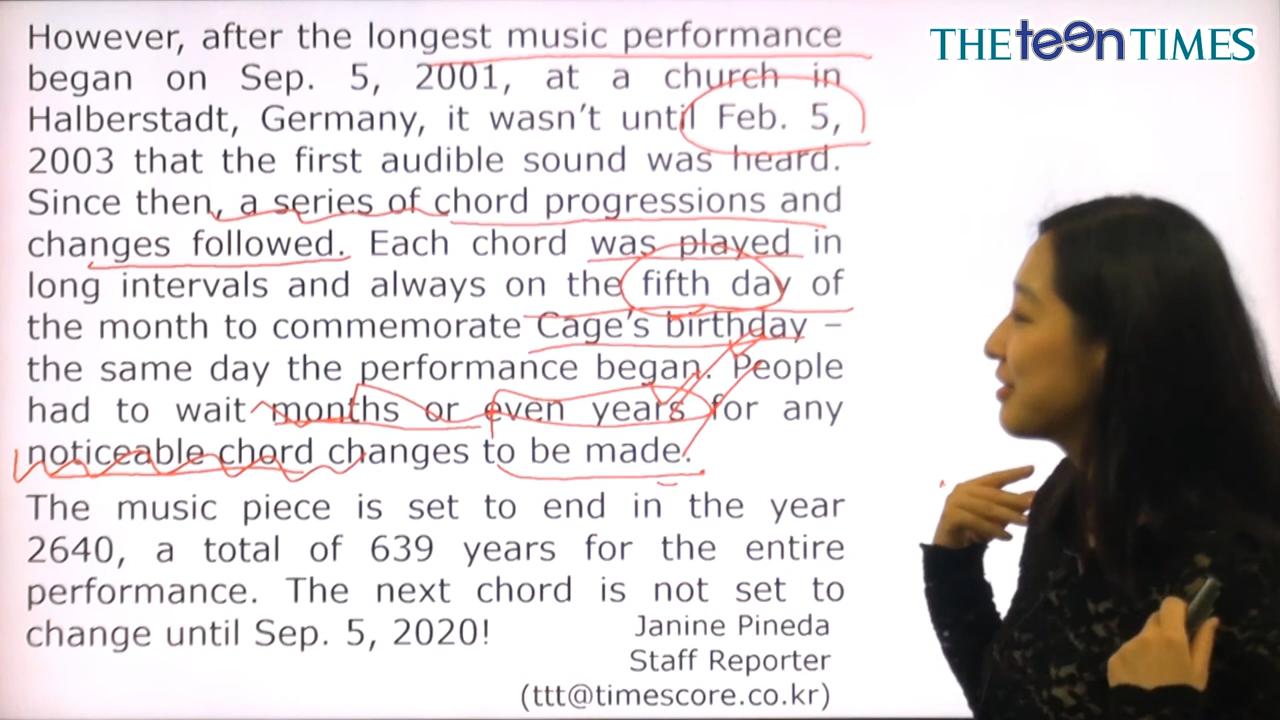 THE teen TIMES
However, after the longest music performance
began on Sep. 5, 2001, at a church in
Halberstadt, Germany, it wasn't until Feb. 5,
2003 that the first audible sound was heard.
Since then, a series of chord progressions and
changes followed. Each chord was played in
long intervals and always on the fifth day of
the month to commemorate Cage's birthday –
the same day the performance began. People
had to wait months or even years for any
noticeable chord changes to be made.
The music piece is set to end in the year
2640, a total of 639 years for the entire
performance. The next chord is not set to
change until Sep. 5, 2020!
Janine Pineda
Staff Reporter
(ttt@timescore.co.kr)